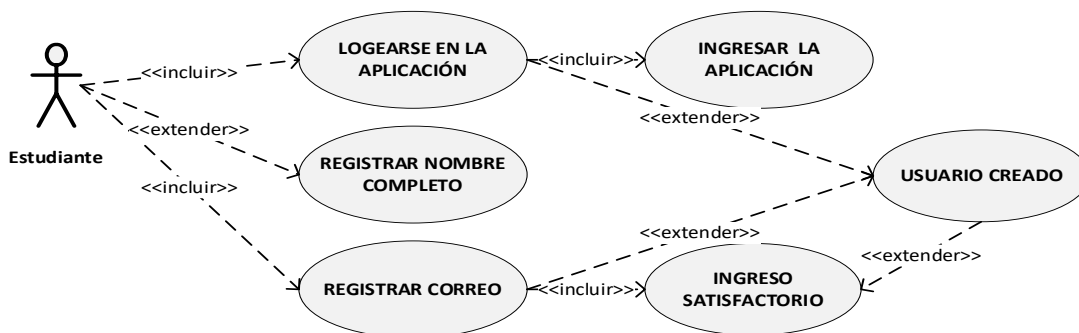 LOGEARSE EN LA
APLICACIÓN
<<incluir>>
INGRESAR LA
APLICACIÓN
<<incluir>>
<<extender>>
Estudiante
<<extender>>
REGISTRAR NOMBRE
COMPLETO
USUARIO CREADO
<<incluir>>
<<extender>>
<<extender>>
REGISTRAR CORREO
<<incluir>>
INGRESO
SATISFACTORIO